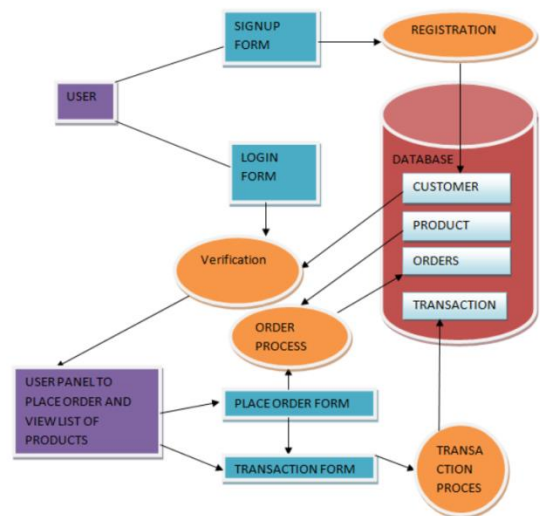 SIGNUP
FORM
REGISTRATION
USER
LOGIN
FORM
DATABASE
CUSTOMER
PRODUCT
ORDERS
TRANSACTION
Verification
ORDER
PROCESS
USER PANEL TO
PLACE ORDER AND
VIEW LIST OF
PRODUCTS
PLACE ORDER FORM
TRANSACTION FORM
TRANSA
CTION
PROCES